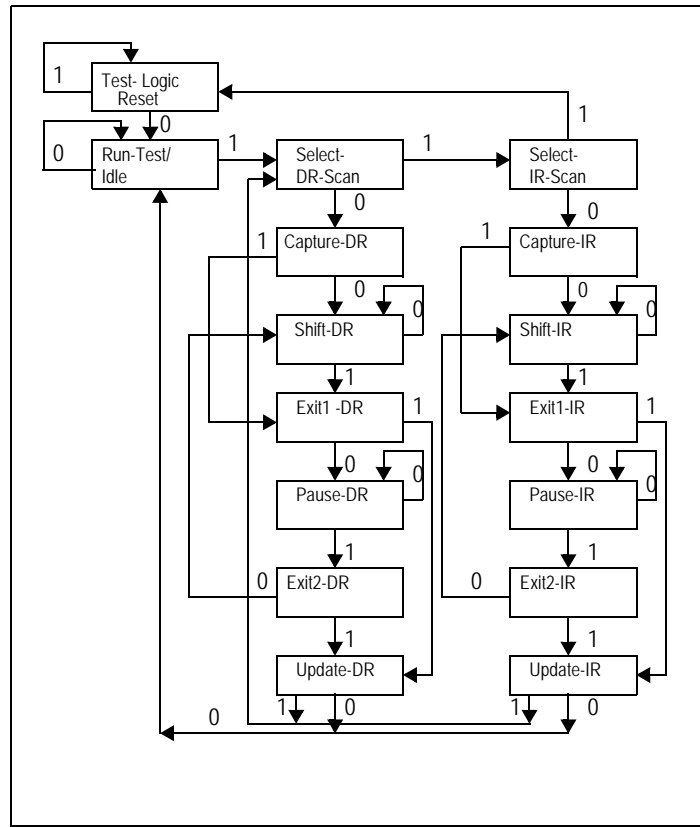 Test- Logic
Reset
1
0
1
Run-Test/
Idle
0
1
Select-
DR-Scan
1
Select-
IR-Scan
0
0
1
Capture-DR
1
Capture-IR
0
0
Shift-DR
0
Shift-IR
0
1
1
Exit1 -DR
1
Exit1-IR
1
0
0
Pause-DR
0
Pause-IR
0
1
1
0
Exit2-DR
0
Exit2-IR
1
1
Update-DR
Update-IR
1
0
1
0
0